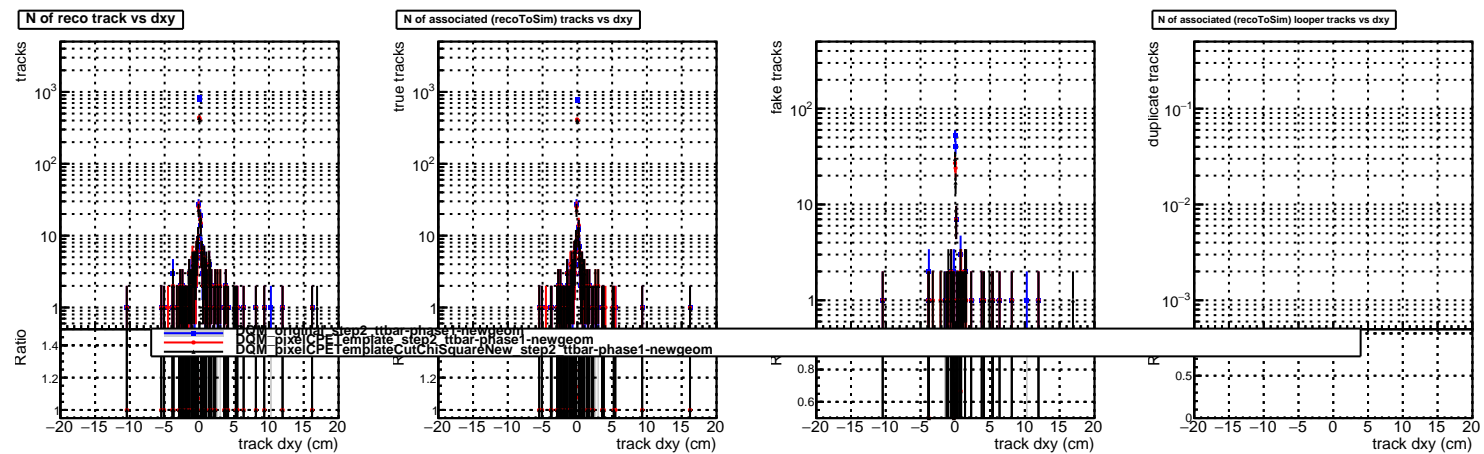 N of reco track vs dxy
N of associated (recoToSim) tracks vs dxy
N of associated (recoToSim) looper tracks vs dxy
tracks
10³
10²
10
1
true tracks
10³
10²
10
1
fake tracks
10²
10
1
duplicate tracks
10⁻¹
10⁻²
10⁻³
DQM_original_step2_ttbar-phase1-newgeom
DQM_pixelCPETemplate_step2_ttbar-phase1-newgeom
DQM_pixelCPETemplateCutChiSquareNew_step2_ttbar-phase1-newgeom
Ratio
1.4
1.2
1
1.4
1.2
1
0.8
0.6
0.5
0
−20 −15 −10 −5 0 5 10 15 20
track dxy (cm)
−20 −15 −10 −5 0 5 10 15 20
track dxy (cm)
−20 −15 −10 −5 0 5 10 15 20
track dxy (cm)
−20 −15 −10 −5 0 5 10 15 20
track dxy (cm)